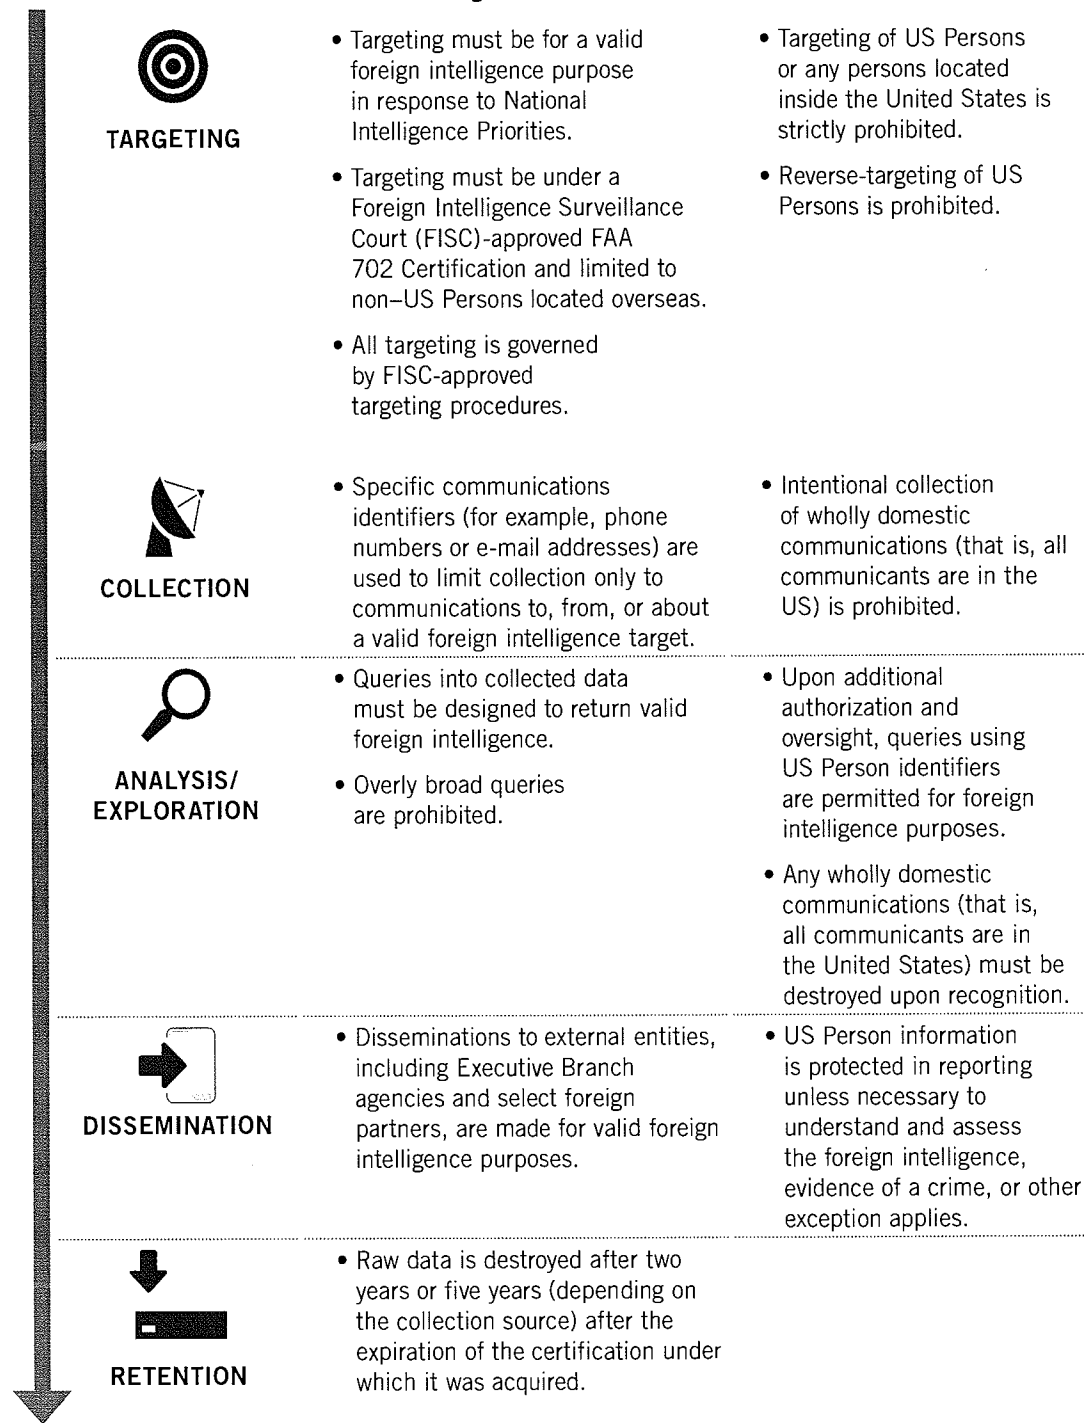 TARGETING
• Targeting must be for a valid
foreign intelligence purpose
in response to National
Intelligence Priorities.
• Targeting must be under a
Foreign Intelligence Surveillance
Court (FISC)-approved FAA
702 Certification and limited to
non–US Persons located overseas.
• All targeting is governed
by FISC-approved
targeting procedures.
• Targeting of US Persons
or any persons located
inside the United States is
strictly prohibited.
• Reverse-targeting of US
Persons is prohibited.
COLLECTION
• Specific communications
identifiers (for example, phone
numbers or e-mail addresses) are
used to limit collection only to
communications to, from, or about
a valid foreign intelligence target.
• Intentional collection
of wholly domestic
communications (that is, all
communicants are in the
US) is prohibited.
ANALYSIS/
EXPLORATION
• Queries into collected data
must be designed to return valid
foreign intelligence.
• Overly broad queries
are prohibited.
• Upon additional
authorization and
oversight, queries using
US Person identifiers
are permitted for foreign
intelligence purposes.
• Any wholly domestic
communications (that is,
all communicants are in
the United States) must be
destroyed upon recognition.
DISSEMINATION
• Disseminations to external entities,
including Executive Branch
agencies and select foreign
partners, are made for valid foreign
intelligence purposes.
• US Person information
is protected in reporting
unless necessary to
understand and assess
the foreign intelligence,
evidence of a crime, or other
exception applies.
RETENTION
• Raw data is destroyed after two
years or five years (depending on
the collection source) after the
expiration of the certification under
which it was acquired.